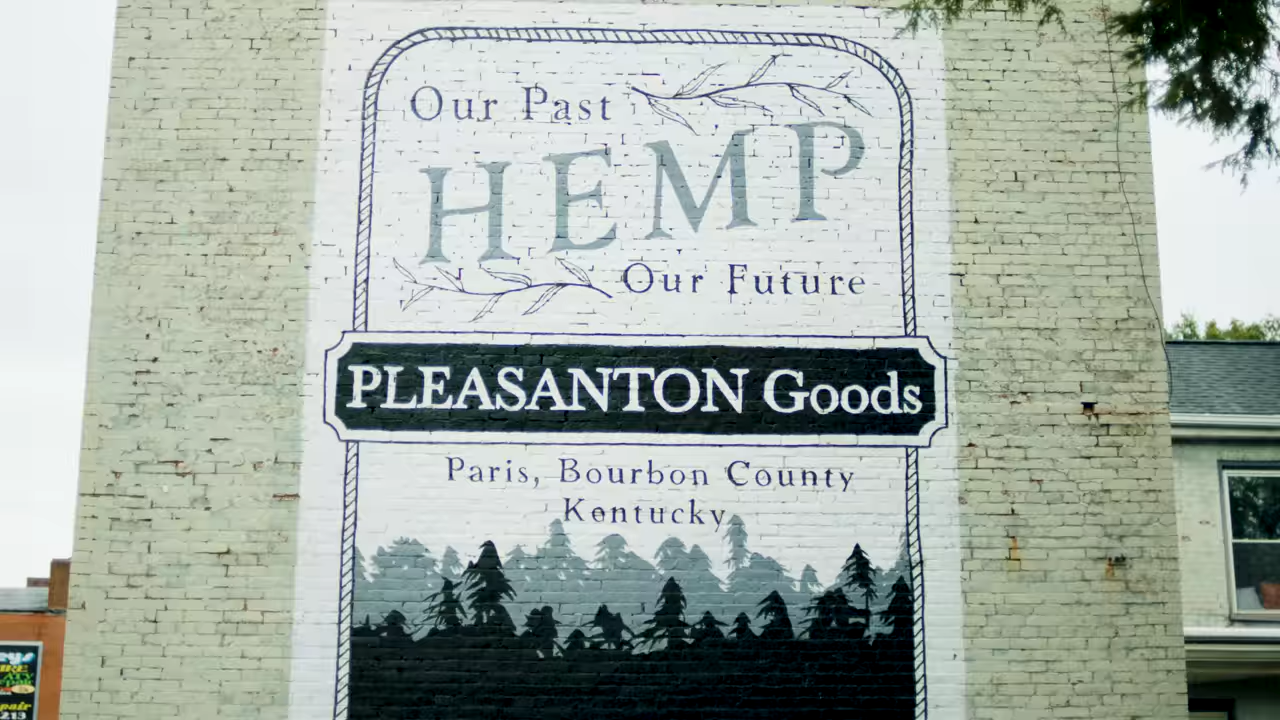 Our Past
HEMP
Our Future
PLEASANTON Goods
Paris, Bourbon County
Kentucky